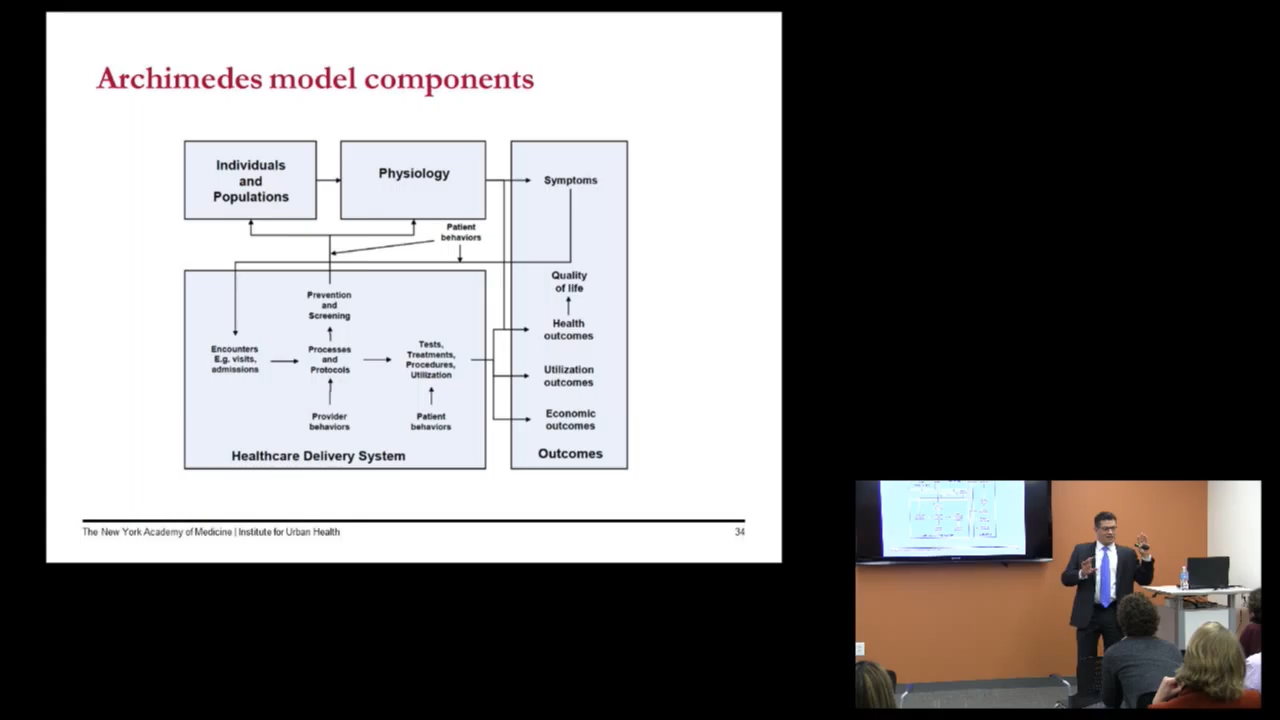 Archimedes model components
Individuals
and
Populations
Physiology
Symptoms
Patient
behaviors
Quality
of life
Prevention
and
Screening
Health
outcomes
Encounters
E.g. visits,
admissions
Processes
and
Protocols
Tests,
Treatments,
Procedures,
Utilization
Utilization
outcomes
Provider
behaviors
Patient
behaviors
Economic
outcomes
Healthcare Delivery System
Outcomes
The New York Academy of Medicine | Institute for Urban Health
34